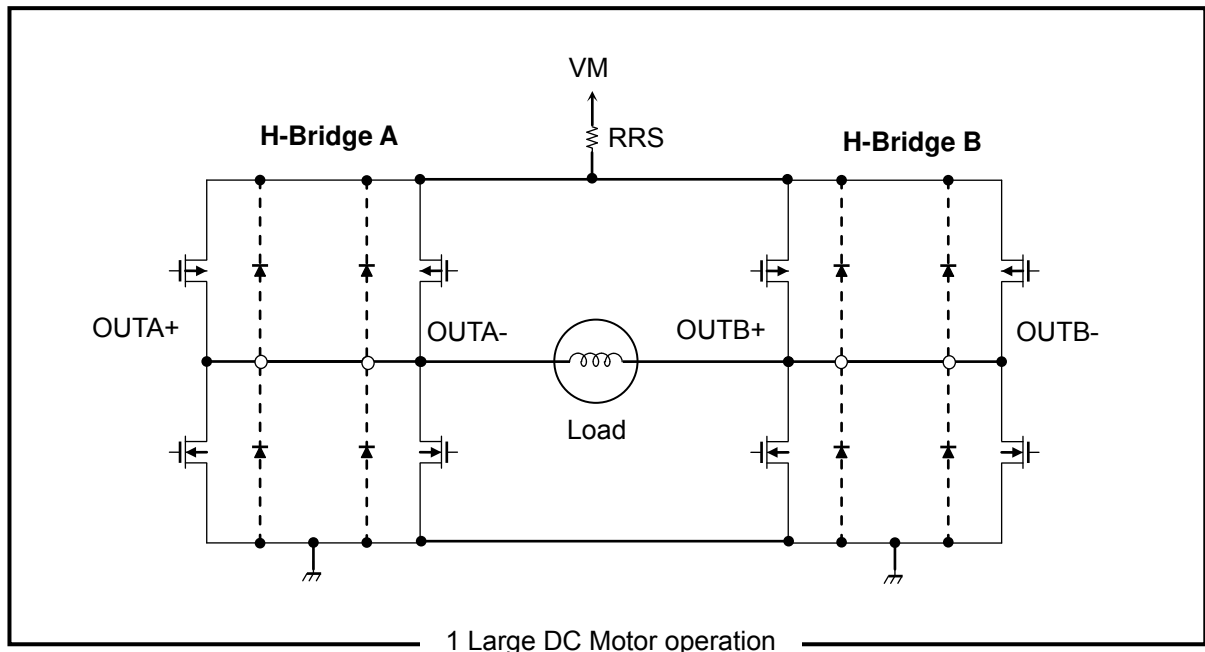 VM
RRS
H-Bridge A
H-Bridge B
OUTA+
OUTA-
OUTB+
OUTB-
Load
1 Large DC Motor operation